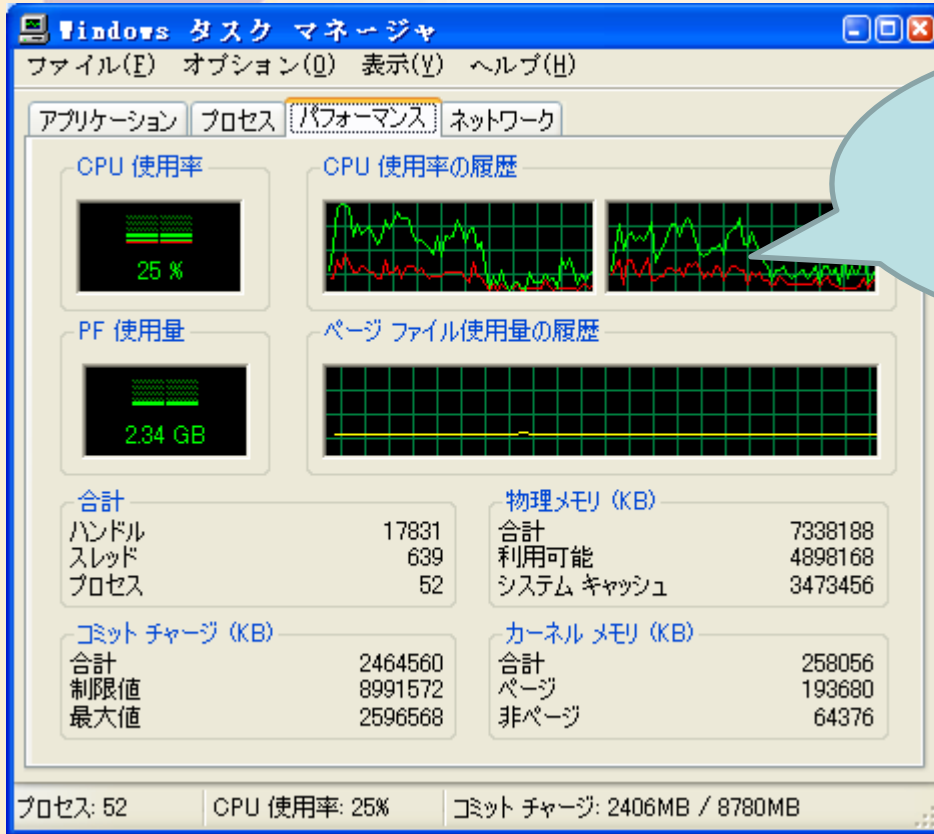 Windows タスク マネージャ
ファイル(F) オプション(O) 表示(V) ヘルプ(H)
アプリケーション プロセス パフォーマンス ネットワーク
CPU 使用率
CPU 使用率の履歴
25 %
PF 使用量
ページ ファイル使用量の履歴
2.34 GB
合計
ハンドル 17831
スレッド 639
プロセス 52
物理メモリ (KB)
合計 7338188
利用可能 4898168
システム キャッシュ 3473456
コミット チャージ (KB)
合計 2464560
制限値 8991572
最大値 2596568
カーネル メモリ (KB)
合計 258056
ページ 193680
非ページ 64376
プロセス: 52 CPU 使用率: 25% コミット チャージ: 2406MB / 8780MB